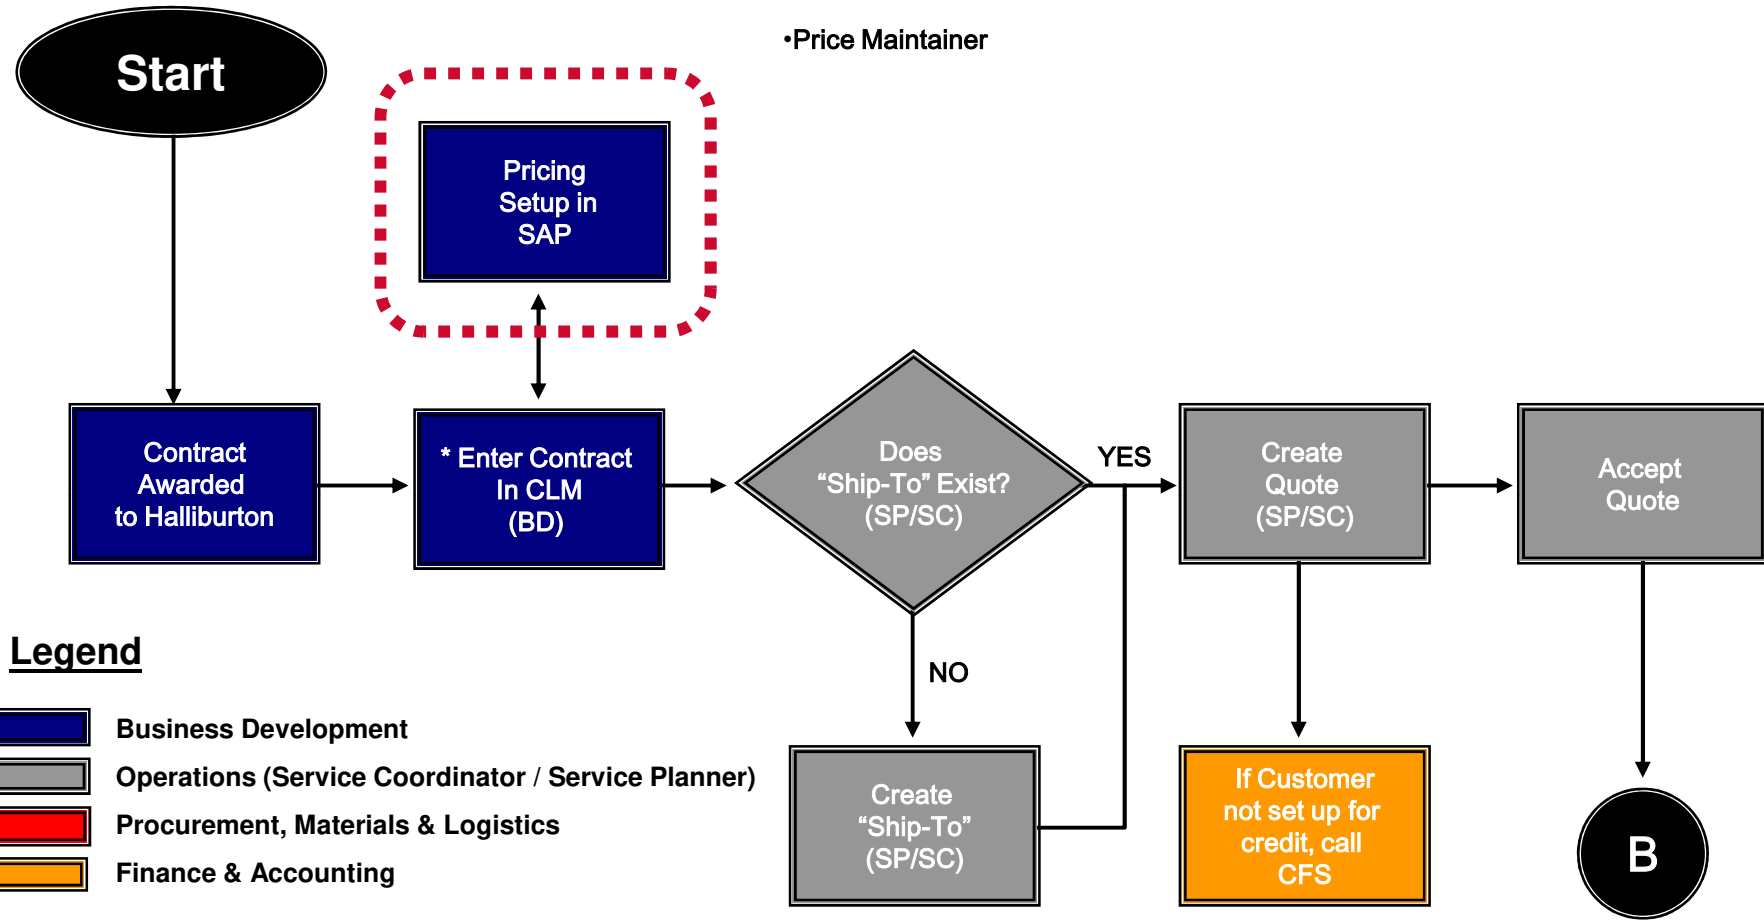 Start
•Price Maintainer
Pricing
Setup in
SAP
Contract
Awarded
to Halliburton
* Enter Contract
In CLM
(BD)
Does
“Ship-To” Exist?
(SP/SC)
YES
Create
Quote
(SP/SC)
Accept
Quote
NO
Create
“Ship-To”
(SP/SC)
If Customer
not set up for
credit, call
CFS
B
Legend
Business Development
Operations (Service Coordinator / Service Planner)
Procurement, Materials & Logistics
Finance & Accounting